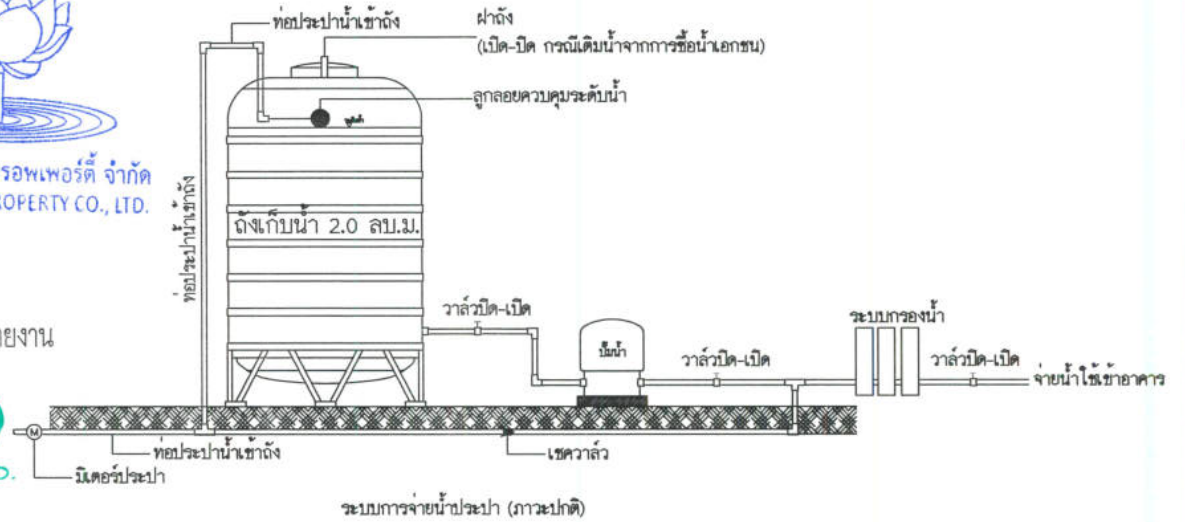 ท่อประปาน้ำเข้าถัง
ฝาถัง
(เปิด-ปิด กรณีเติมน้ำจากการซื้อน้ำเอกชน)
ลูกลอยควบคุมระดับน้ำ
รอพเพอร์ตี้ จำกัด
OPERTY CO., LTD.
ท่อประปาน้ำเข้าถัง
ถังเก็บน้ำ 2.0 ลบ.ม.
วาล์วปิด-เปิด
ระบบกรองน้ำ
ยงาน
ปั๊มน้ำ
วาล์วปิด-เปิด
วาล์วปิด-เปิด
จ่ายน้ำใช้เข้าอาคาร
M
ท่อประปาน้ำเข้าถัง
เชควาล์ว
มิเตอร์ประปา
ระบบการจ่ายน้ำประปา (ภาวะปกติ)